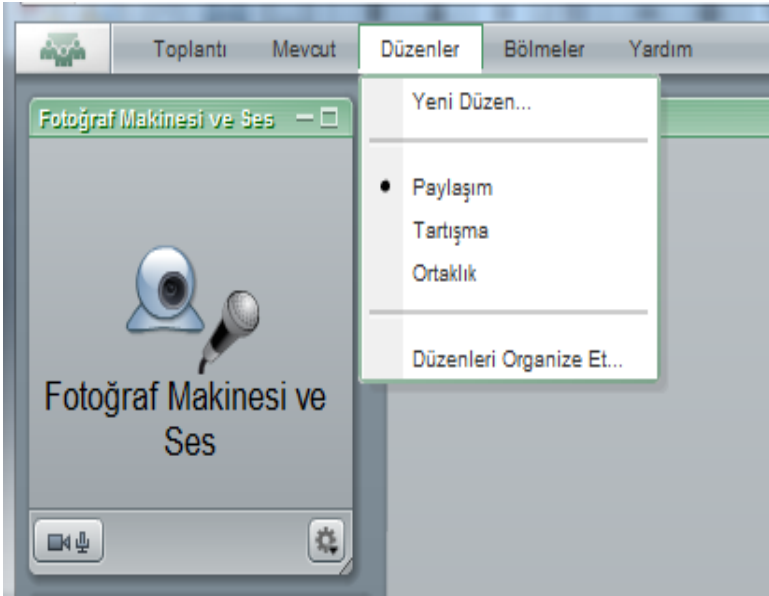 Toplantı Mevcut Düzenler Bölmeler Yardım
Fotoğraf Makinesi ve Ses
Yeni Düzen...
Paylaşım
Tartışma
Ortaklık
Düzenleri Organize Et...
Fotoğraf Makinesi ve
Ses